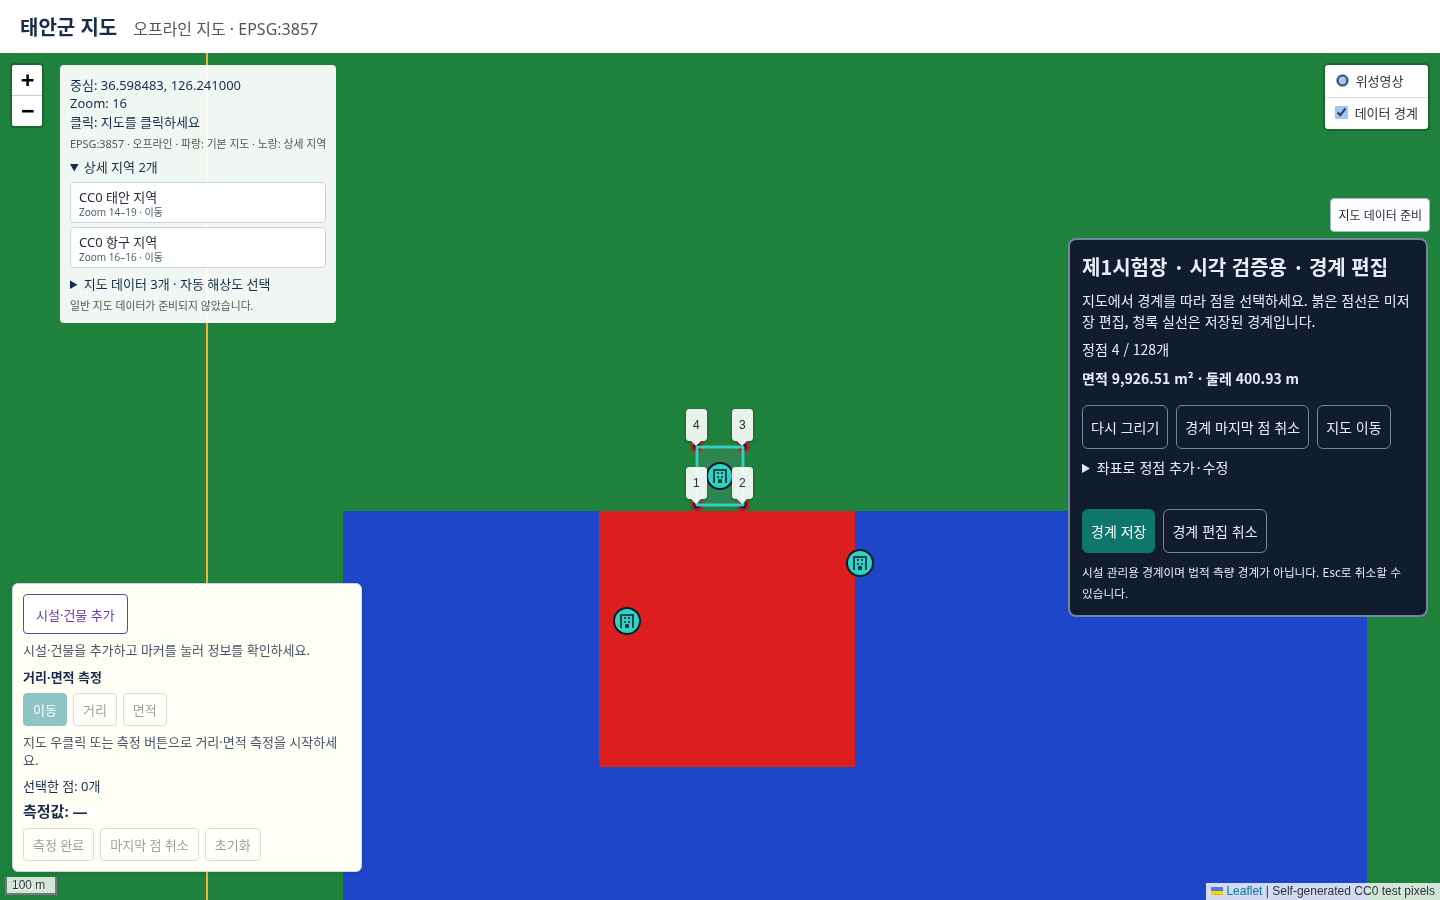 태안군 지도 오프라인 지도 · EPSG:3857
+
−
중심: 36.598483, 126.241000
Zoom: 16
클릭: 지도를 클릭하세요
EPSG:3857 · 오프라인 · 파랑: 기본 지도 · 노랑: 상세 지역
▼ 상세 지역 2개
CC0 태안 지역
Zoom 14–19 · 이동
CC0 항구 지역
Zoom 16–16 · 이동
▶ 지도 데이터 3개 · 자동 해상도 선택
일반 지도 데이터가 준비되지 않았습니다.
위성영상
데이터 경계
지도 데이터 준비
제1시험장 · 시각 검증용 · 경계 편집
지도에서 경계를 따라 점을 선택하세요. 붉은 점선은 미저
장 편집, 청록 실선은 저장된 경계입니다.
정점 4 / 128개
면적 9,926.51 m² · 둘레 400.93 m
다시 그리기 경계 마지막 점 취소 지도 이동
▶ 좌표로 정점 추가·수정
경계 저장 경계 편집 취소
시설 관리용 경계이며 법적 측량 경계가 아닙니다. Esc로 취소할 수
있습니다.
4 3
1 2
시설·건물 추가
시설·건물을 추가하고 마커를 눌러 정보를 확인하세요.
거리·면적 측정
이동 거리 면적
지도 우클릭 또는 측정 버튼으로 거리·면적 측정을 시작하세
요.
선택한 점: 0개
측정값: —
측정 완료 마지막 점 취소 초기화
100 m
Leaflet | Self-generated CC0 test pixels